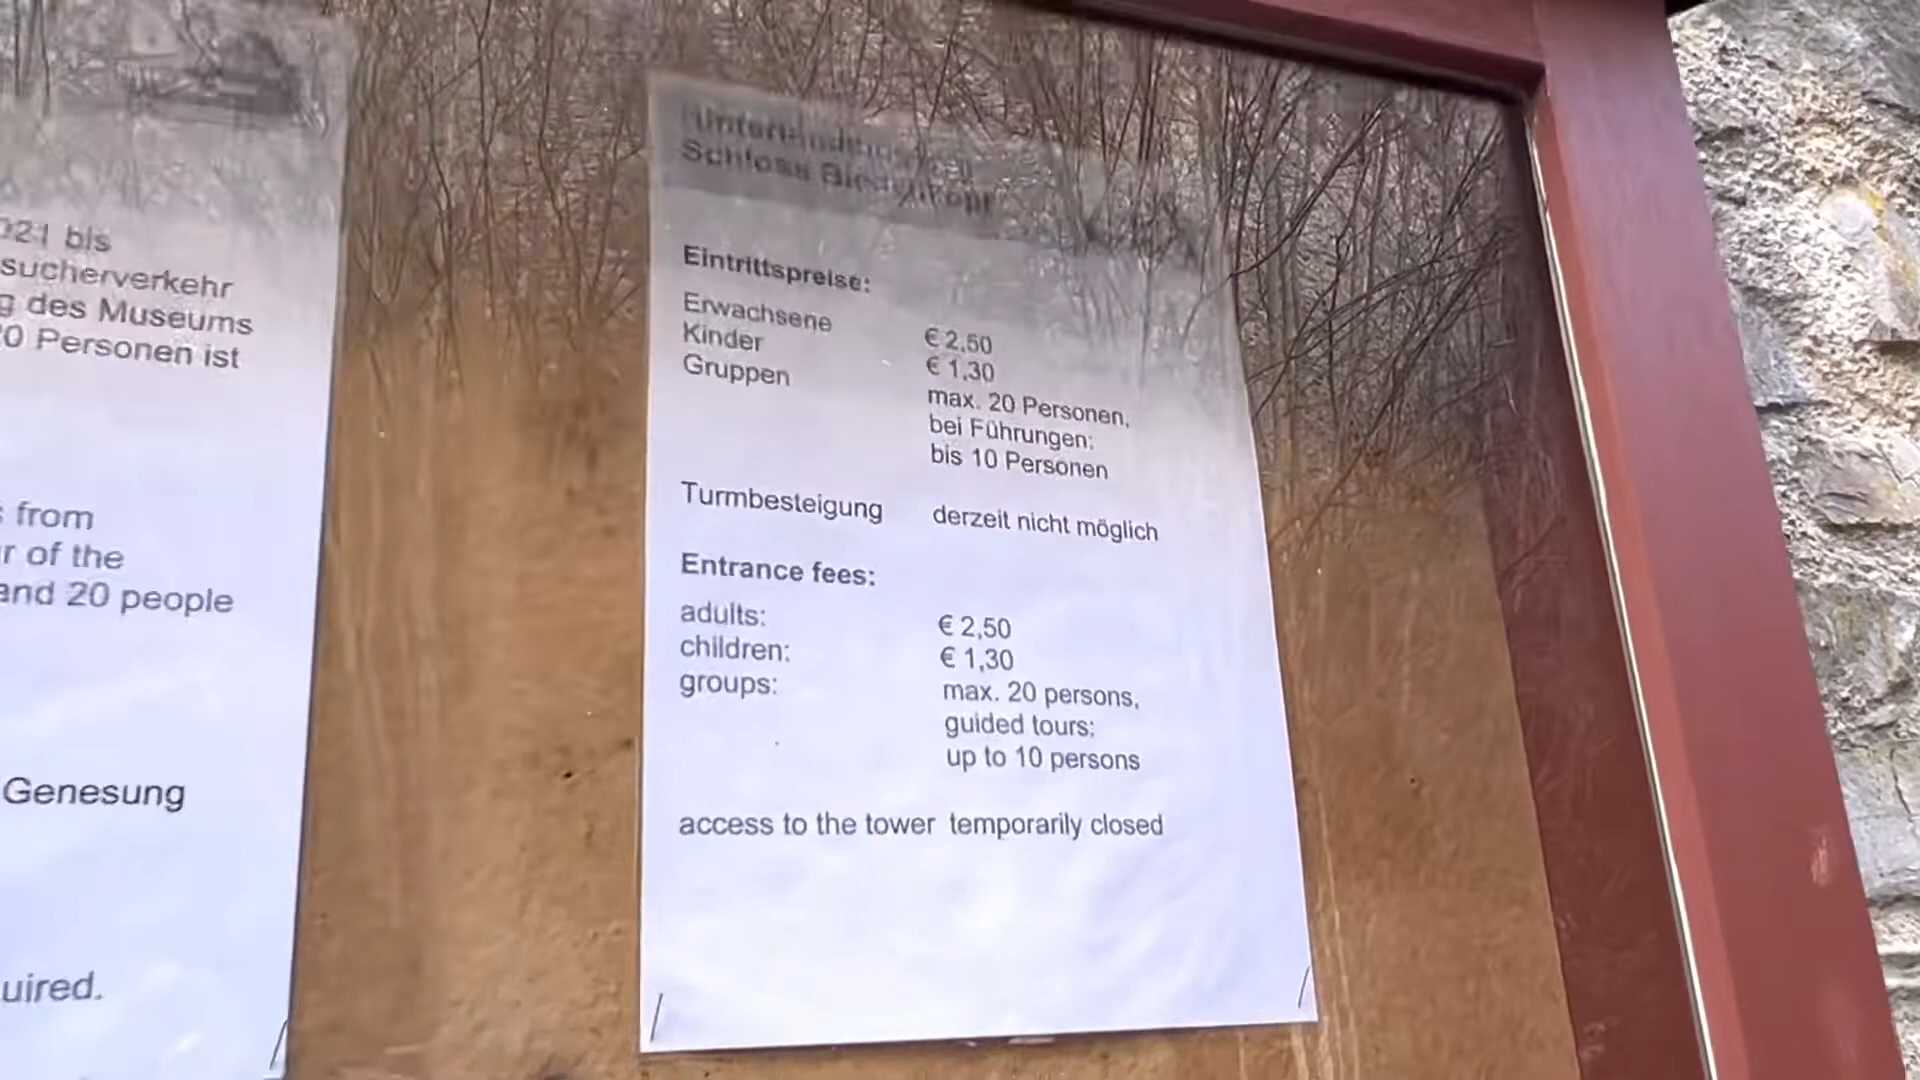 021 bis
sucherverkehr
g des Museums
20 Personen ist
from
r of the
and 20 people
Genesung
uired.
Schloss Biedenkopf
Eintrittspreise:
Erwachsene € 2,50
Kinder € 1,30
Gruppen max. 20 Personen,
bei Führungen:
bis 10 Personen
Turmbesteigung derzeit nicht möglich
Entrance fees:
adults: € 2,50
children: € 1,30
groups: max. 20 persons,
guided tours:
up to 10 persons
access to the tower temporarily closed